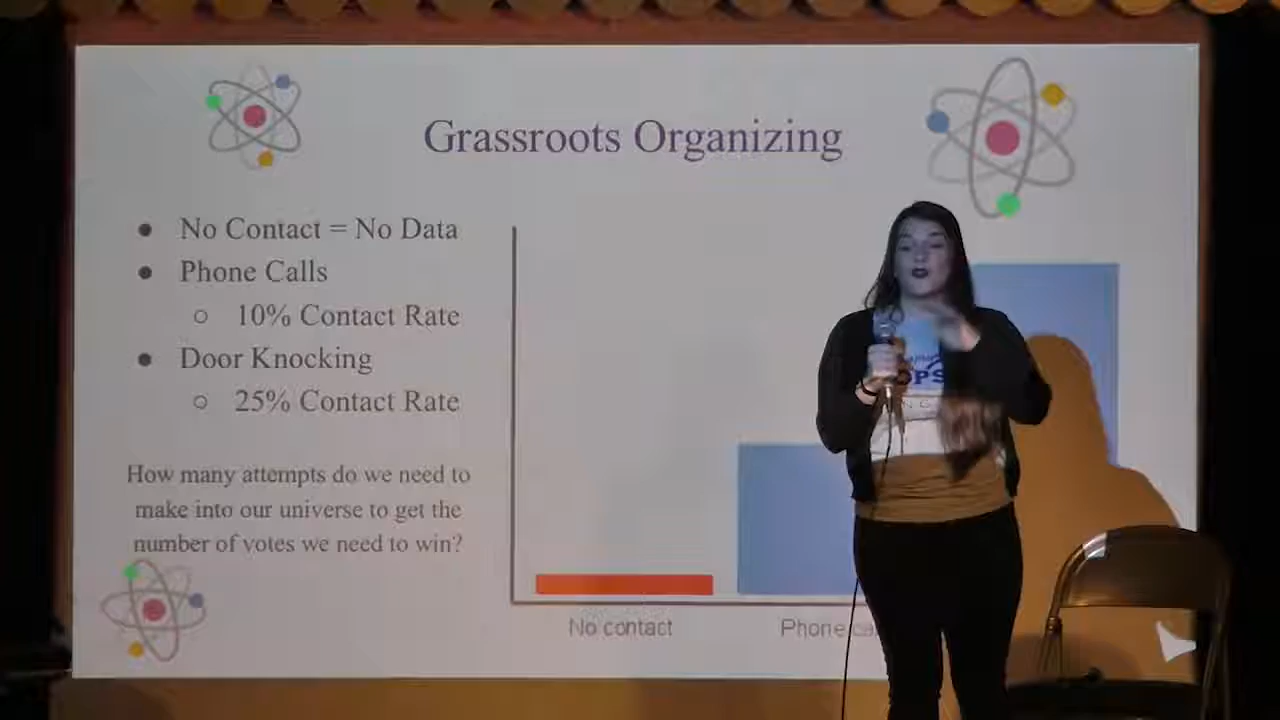 Grassroots Organizing
● No Contact = No Data
● Phone Calls
○ 10% Contact Rate
● Door Knocking
○ 25% Contact Rate
How many attempts do we need to
make into our universe to get the
number of votes we need to win?
No contact
Phone